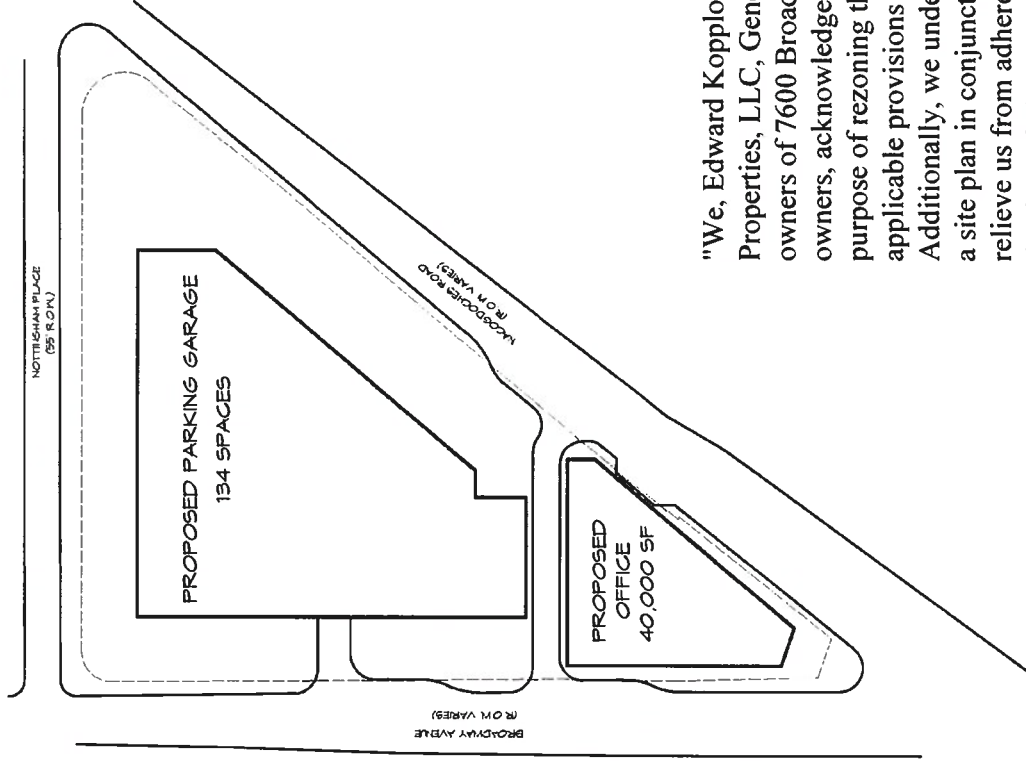 NOTTINGHAM PLACE
(55' R.O.W.)
PROPOSED PARKING GARAGE
134 SPACES
NACOGDOCHES ROAD
(R.O.W. VARIES)
PROPOSED
OFFICE
40,000 SF
BROADWAY AVENUE
(R.O.W. VARIES)
"We, Edward Kopplo
Properties, LLC, Gene
owners of 7600 Broad
owners, acknowledge
purpose of rezoning th
applicable provisions
Additionally, we unde
a site plan in conjunct
relieve us from adhere